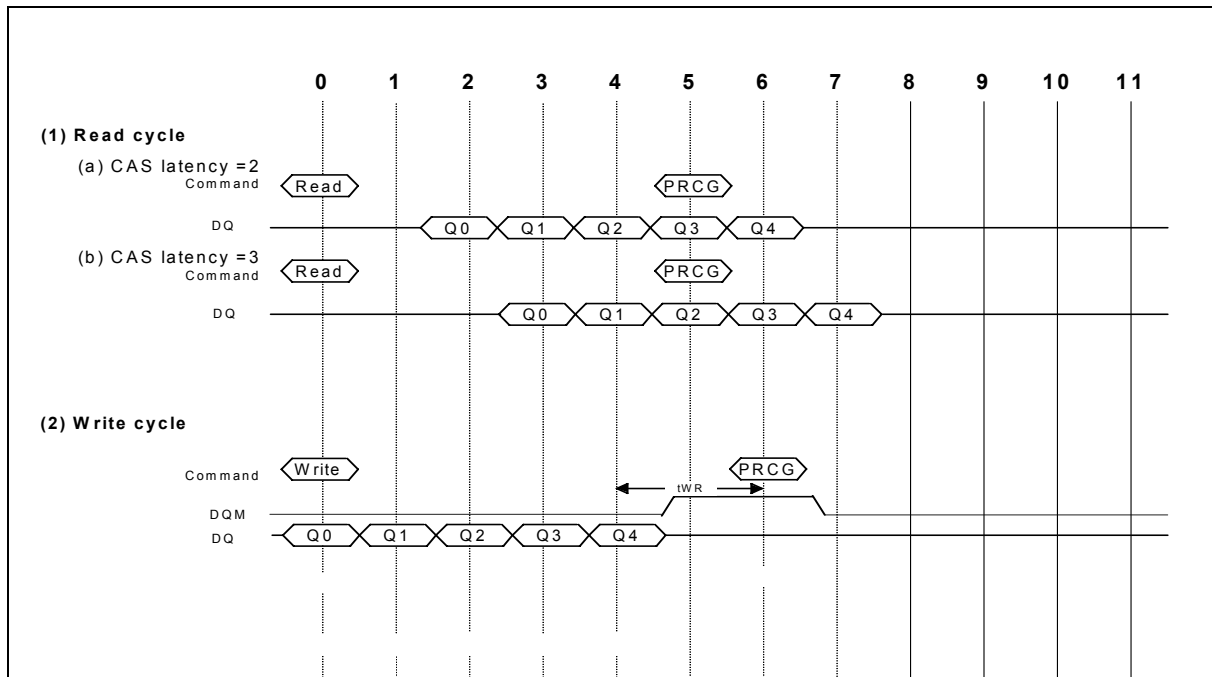 0 1 2 3 4 5 6 7 8 9 10 11
(1) Read cycle
(a) CAS latency =2
Command Read PRCG
DQ Q0 Q1 Q2 Q3 Q4
(b) CAS latency =3
Command Read PRCG
DQ Q0 Q1 Q2 Q3 Q4
(2) Write cycle
Command Write PRCG
tWR
DQM
DQ Q0 Q1 Q2 Q3 Q4